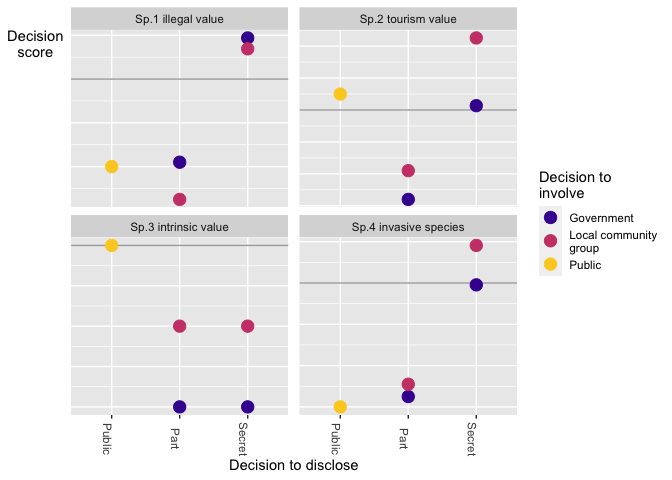 Sp.1 illegal value
Sp.2 tourism value
Decision
score
Sp.3 intrinsic value
Sp.4 invasive species
Decision to
involve
Government
Local community
group
Public
Public
Part
Secret
Public
Part
Secret
Decision to disclose